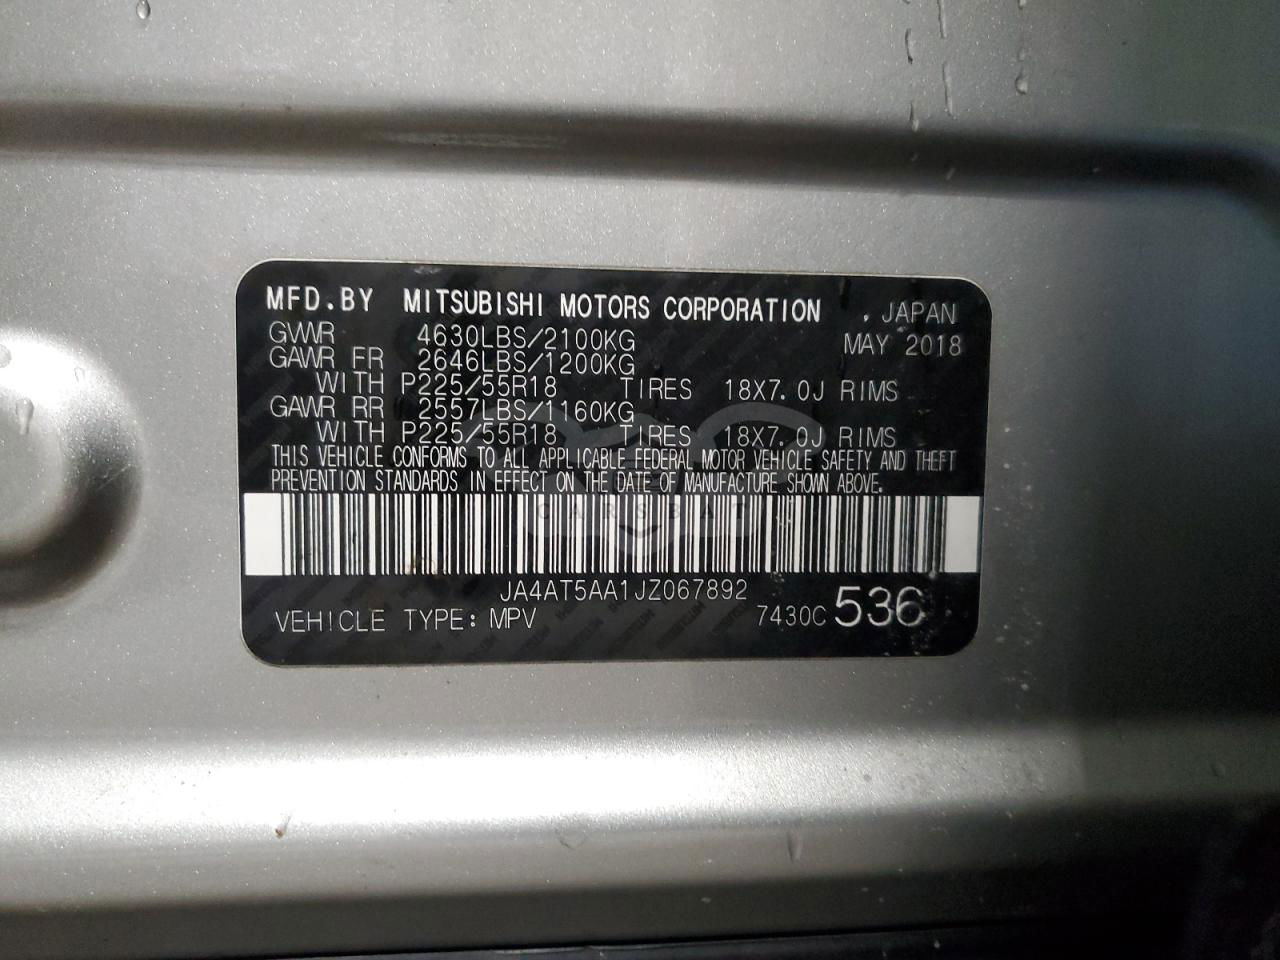 MFD.BY MITSUBISHI MOTORS CORPORATION . JAPAN
GWWR 4630LBS/2100KG MAY 2018
GAWR FR 2646LBS/1200KG
WITH P225/55R18 TIRES 18X7.0J RIMS
GAWR RR 2557LBS/1160KG
WITH P225/55R18 TIRES 18X7.0J RIMS
THIS VEHICLE CONFORMS TO ALL APPLICABLE FEDERAL MOTOR VEHICLE SAFETY AND THEFT
PREVENTION STANDARDS IN EFFECT ON THE DATE OF MANUFACTURE SHOWN ABOVE.
CARSBAT
JA4AT5AA1JZ067892
VEHICLE TYPE: MPV 7430C 536